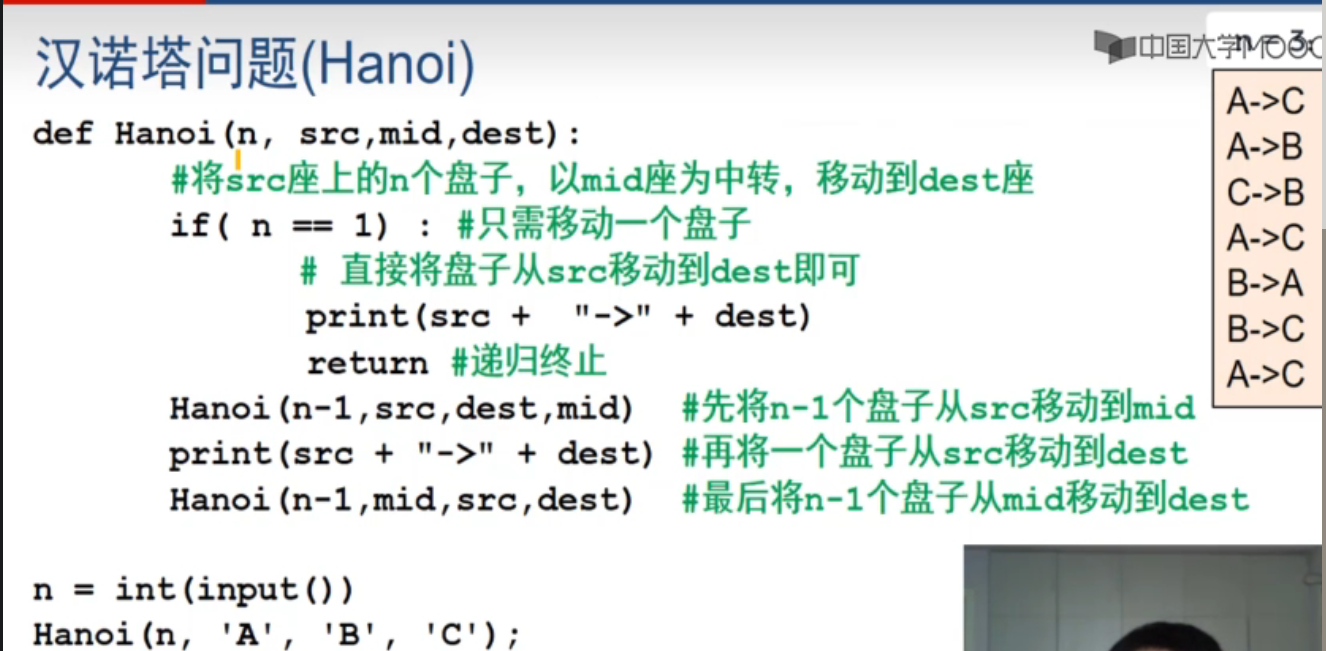 汉诺塔问题(Hanoi)
中国大学MOOC
n = 3:
def Hanoi(n, src,mid,dest):
#将src座上的n个盘子，以mid座为中转，移动到dest座
if( n == 1) : #只需移动一个盘子
# 直接将盘子从src移动到dest即可
print(src + "->" + dest)
return #递归终止
Hanoi(n-1,src,dest,mid) #先将n-1个盘子从src移动到mid
print(src + "->" + dest) #再将一个盘子从src移动到dest
Hanoi(n-1,mid,src,dest) #最后将n-1个盘子从mid移动到dest
n = int(input())
Hanoi(n, 'A', 'B', 'C');
A->C
A->B
C->B
A->C
B->A
B->C
A->C